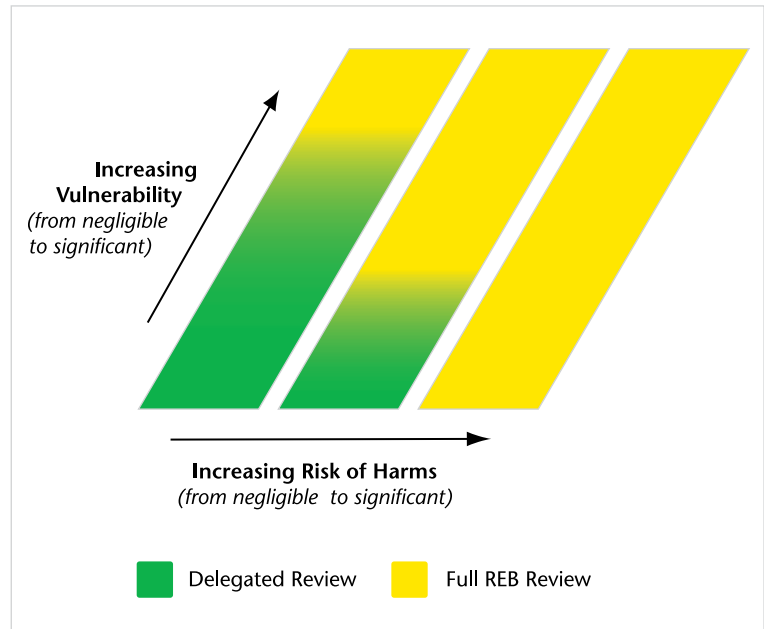 Increasing
Vulnerability
(from negligible
to significant)
Increasing Risk of Harms
(from negligible to significant)
Delegated Review
Full REB Review